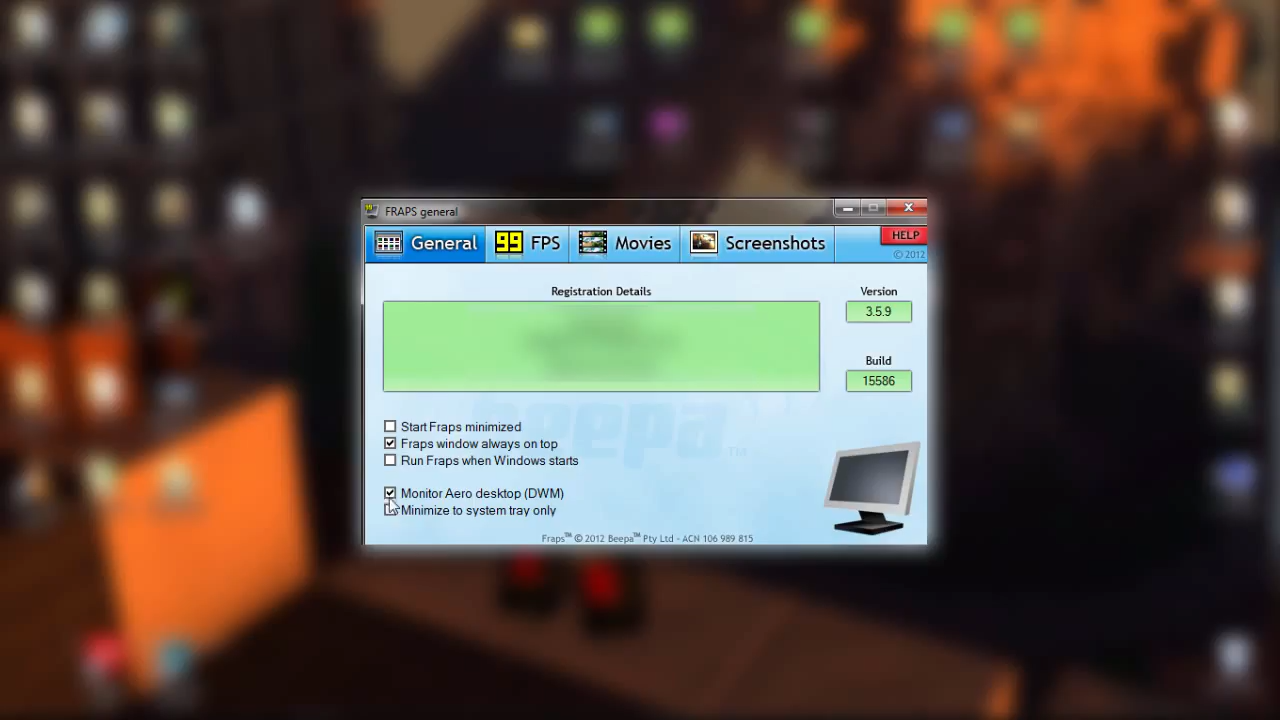 FRAPS general
General
99 FPS
Movies
Screenshots
HELP
© 2012
Registration Details
Version
3.5.9
Build
15586
beepa™
Start Fraps minimized
Fraps window always on top
Run Fraps when Windows starts
Monitor Aero desktop (DWM)
Minimize to system tray only
Fraps™ © 2012 Beepa™ Pty Ltd - ACN 106 989 815